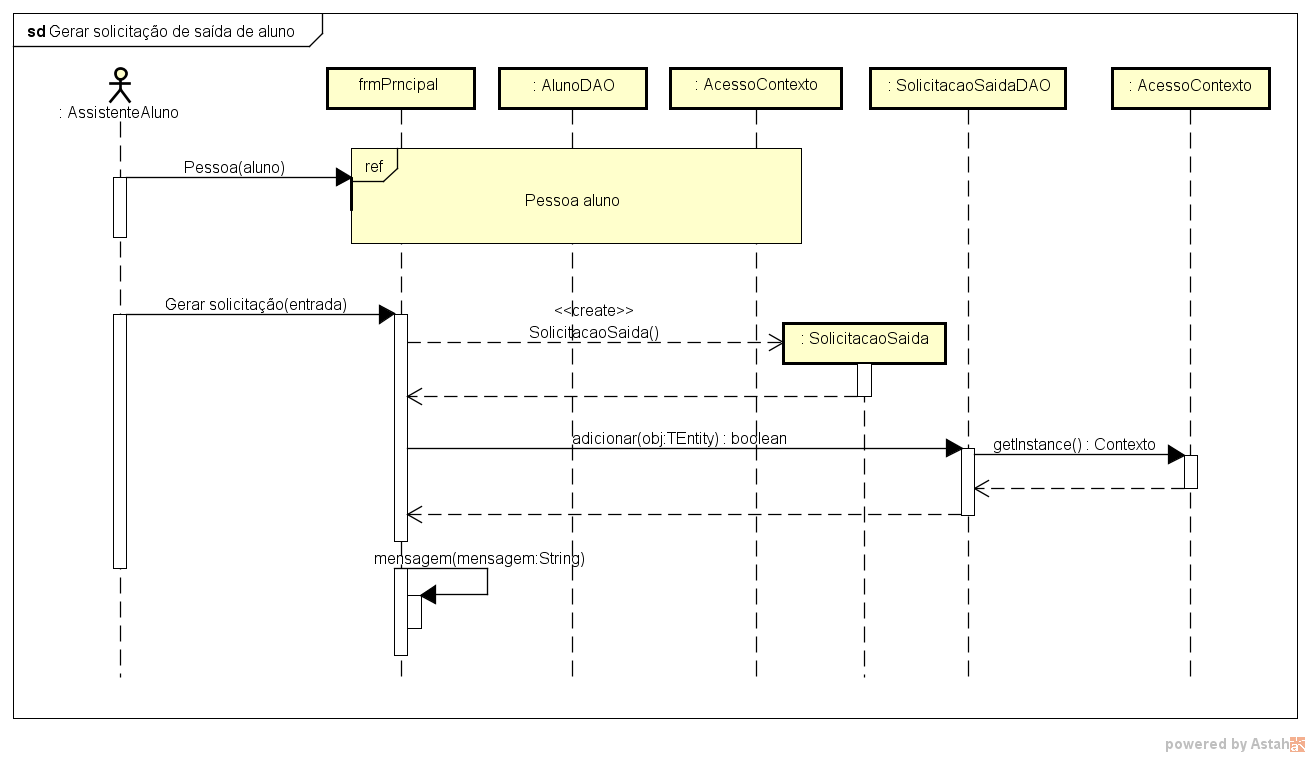 sd Gerar solicitação de saída de aluno
: AssistenteAluno
frmPrncipal
: AlunoDAO
: AcessoContexto
: SolicitacaoSaidaDAO
: AcessoContexto
Pessoa(aluno)
ref
Pessoa aluno
Gerar solicitação(entrada)
<<create>>
SolicitacaoSaida()
: SolicitacaoSaida
adicionar(obj:TEntity) : boolean
getInstance() : Contexto
mensagem(mensagem:String)
powered by Astah